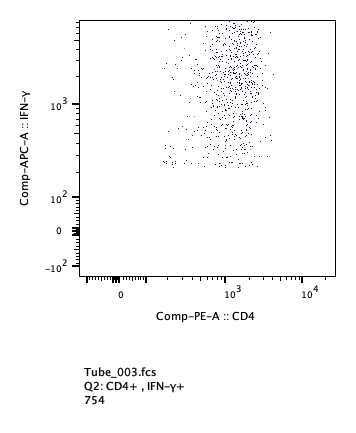 Comp-APC-A :: IFN-γ
10^3
10^2
0
-10^2
0
10^3
10^4
Comp-PE-A :: CD4
Tube_003.fcs
Q2: CD4+ , IFN-γ+
754